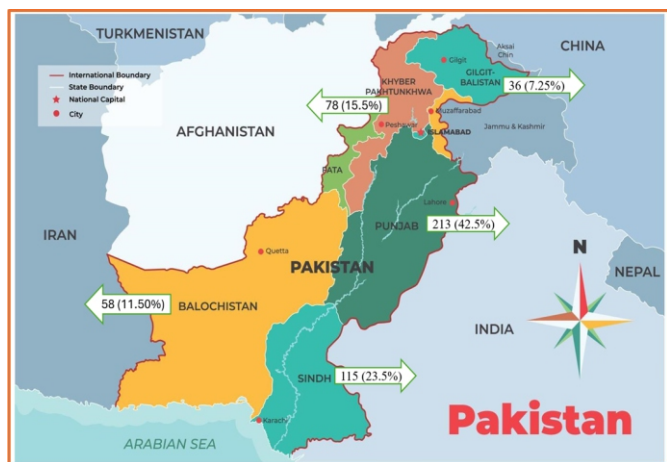 TURKMENISTAN
CHINA
Aksai
Chin
Gilgit
GILGIT-
BALISTAN
36 (7.25%)
International Boundary
State Boundary
National Capital
City
KHYBER
PAKHTUNKHWA
78 (15.5%)
Muzaffarabad
Peshawar
ISLAMABAD
Jammu & Kashmir
AFGHANISTAN
FATA
Lahore
PUNJAB
213 (42.5%)
IRAN
Quetta
PAKISTAN
N
NEPAL
58 (11.50%)
BALOCHISTAN
INDIA
SINDH
115 (23.5%)
Karachi
Pakistan
ARABIAN SEA